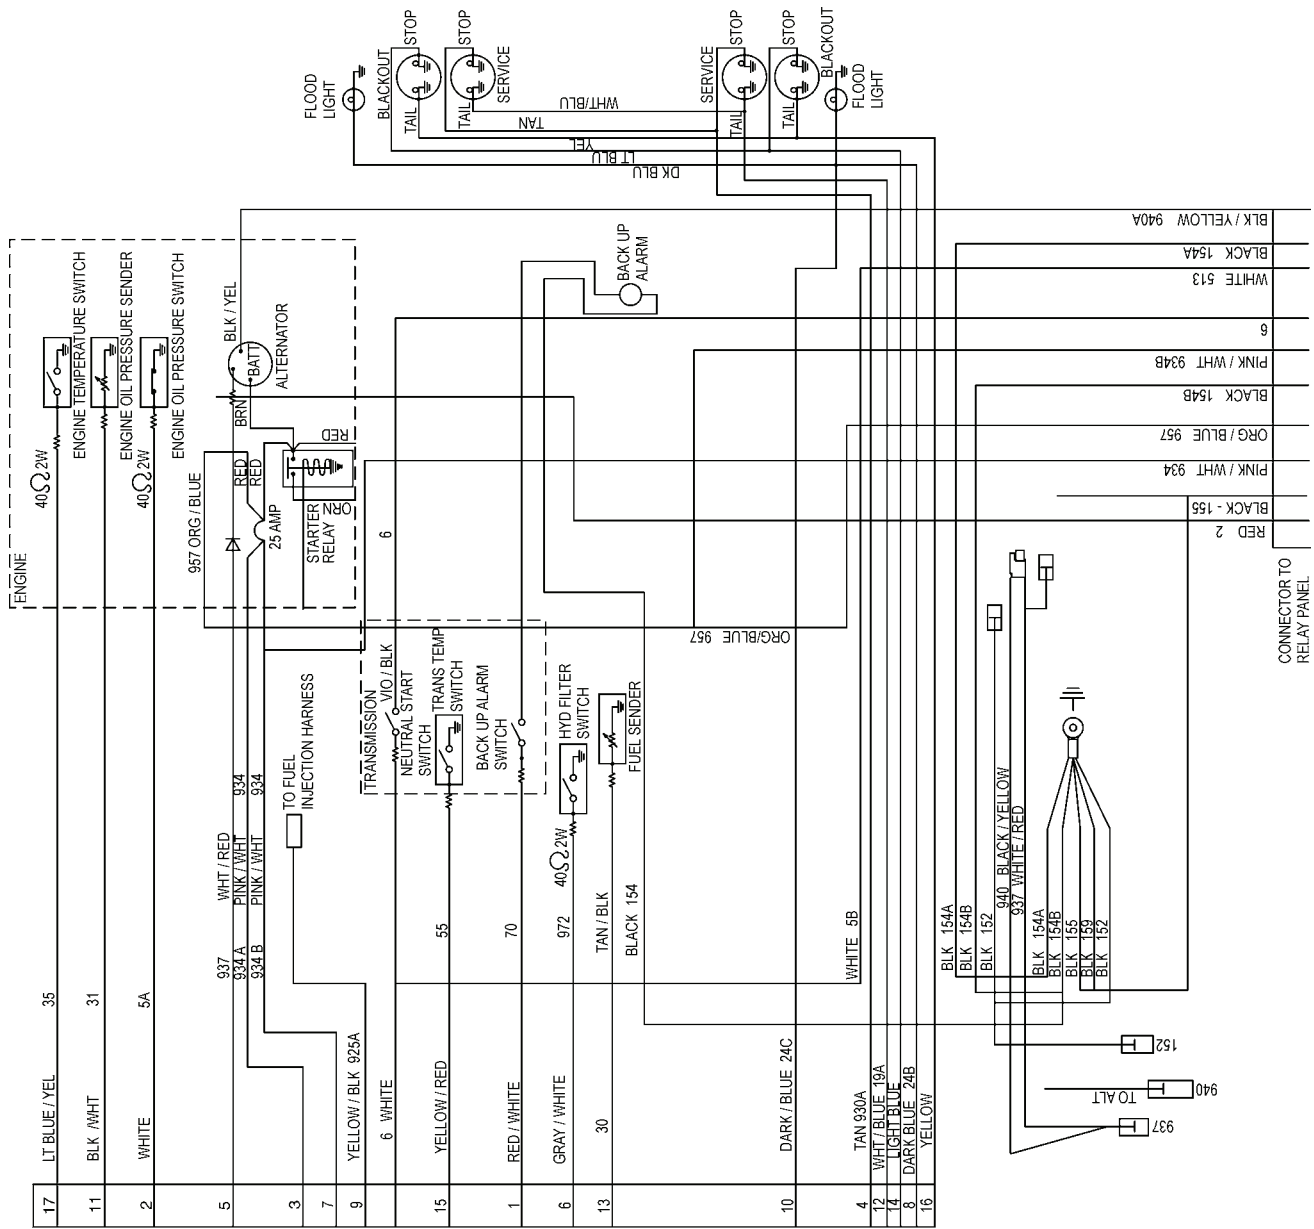 FLOOD
LIGHT
BLACKOUT
TAIL
STOP
TAIL
STOP
SERVICE
WHT/BLU
TAN
YEL
LT BLU
DK BLU
SERVICE
TAIL
STOP
TAIL
STOP
BLACKOUT
FLOOD
LIGHT
ENGINE
40Ω2W
ENGINE TEMPERATURE SWITCH
ENGINE OIL PRESSURE SENDER
40Ω2W
ENGINE OIL PRESSURE SWITCH
957 ORG / BLUE
BLK / YEL
BATT
ALTERNATOR
BRN
RED
RED
RED
25 AMP
ORN
STARTER
RELAY
6
BACK UP
ALARM
BLK / YELLOW 940A
BLACK 154A
WHITE 513
6
PINK / WHT 934B
BLACK 154B
ORG / BLUE 957
PINK / WHT 934
BLACK - 155
RED 2
CONNECTOR TO
RELAY PANEL
ORG/BLUE 957
TO FUEL
INJECTION HARNESS
TRANSMISSION
VIO / BLK
NEUTRAL START
SWITCH
TRANS TEMP
SWITCH
BACK UP ALARM
SWITCH
HYD FILTER
SWITCH
40Ω2W
FUEL SENDER
937 WHT / RED
934 A PINK / WHT 934
934 B PINK / WHT 934
17 LT BLUE / YEL 35
11 BLK /WHT 31
2 WHITE 5A
5
3
7
9 YELLOW / BLK 925A
6 WHITE
15 YELLOW / RED 55
1 RED / WHITE 70
6 GRAY / WHITE 972
13 30 TAN / BLK
BLACK 154
10 DARK / BLUE 24C
WHITE 5B
4 TAN 930A
12 WHT / BLUE 19A
14 LIGHT BLUE
8 DARK BLUE 24B
16 YELLOW
BLK 154A
BLK 154B
BLK 152
940 BLACK / YELLOW
937 WHITE / RED
BLK 154A
BLK 154B
BLK 155
BLK 159
BLK 152
152
TO ALT
940
937